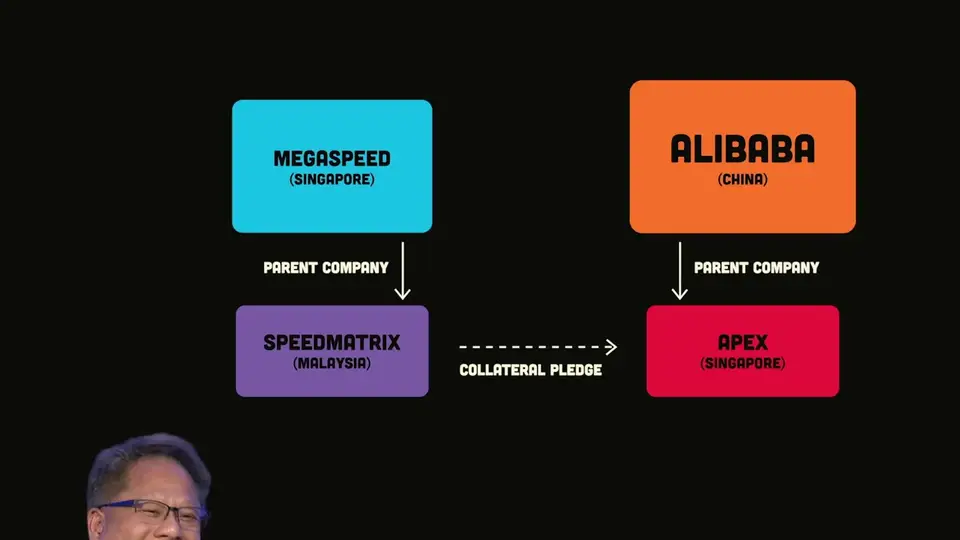 MEGASPEED
(SINGAPORE)
ALIBABA
(CHINA)
PARENT COMPANY
PARENT COMPANY
SPEEDMATRIX
(MALAYSIA)
COLLATERAL PLEDGE
APEX
(SINGAPORE)